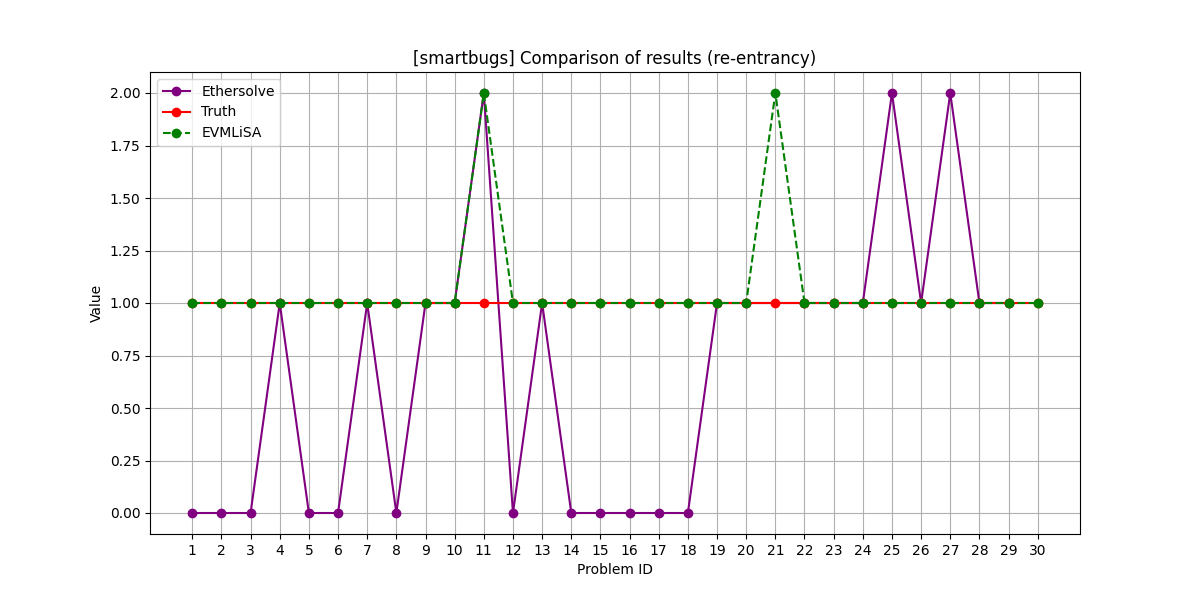 [smartbugs] Comparison of results (re-entrancy)
Ethersolve
Truth
EVMLiSA
2.00
1.75
1.50
1.25
1.00
0.75
0.50
0.25
0.00
Value
1 2 3 4 5 6 7 8 9 10 11 12 13 14 15 16 17 18 19 20 21 22 23 24 25 26 27 28 29 30
Problem ID